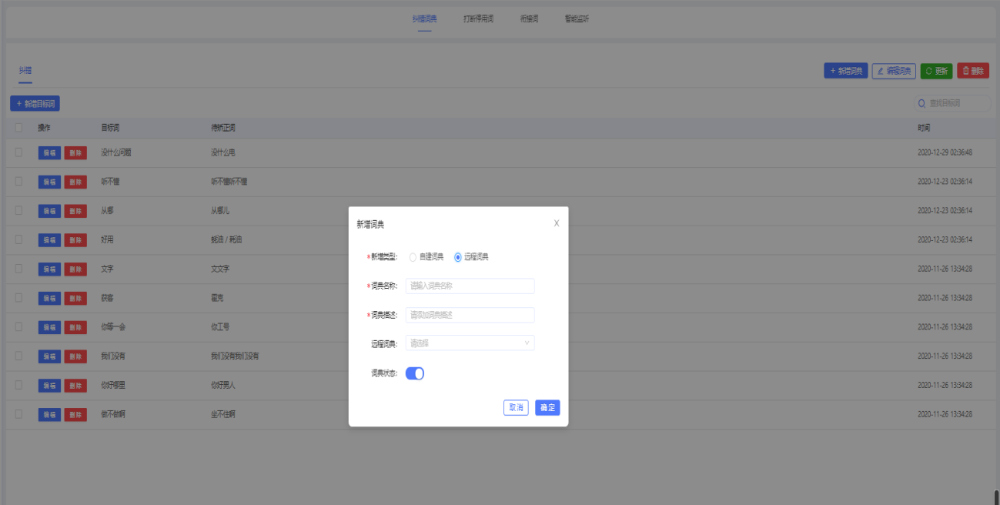 纠错词典 打断停用词 衔接词 智能监听
纠错
+ 新增词典 编辑词典 更新 删除
+ 新增目标词 查找目标词
操作 目标词 待矫正词 时间
编辑 删除 没什么问题 没什么电 2020-12-29 02:36:48
编辑 删除 听不懂 听不懂听不懂 2020-12-23 02:36:14
编辑 删除 从哪 从哪儿 2020-12-23 02:36:14
编辑 删除 好用 蚝油 / 耗油 2020-12-23 02:36:14
编辑 删除 文字 文文字 2020-11-26 13:34:28
编辑 删除 获客 霍克 2020-11-26 13:34:28
编辑 删除 你等一会 你工号 2020-11-26 13:34:28
编辑 删除 我们没有 我们没有我们没有 2020-11-26 13:34:28
编辑 删除 你好哪里 你好男人 2020-11-26 13:34:28
编辑 删除 做不做啊 坐不住啊 2020-11-26 13:34:28
新增词典 X
*新增类型: 自建词典 远程词典
*词典名称: 请输入词典名称
*词典描述: 请添加词典描述
远程词典: 请选择
词典状态:
取消 确定